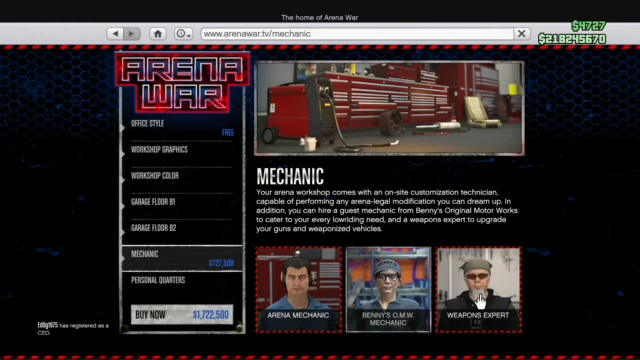 The home of Arena War
www.arenawar.tv/mechanic
$4727
$218245670
ARENA
WAR
OFFICE STYLE
FREE
WORKSHOP GRAPHICS
WORKSHOP COLOR
GARAGE FLOOR B1
GARAGE FLOOR B2
MECHANIC
$727,500
PERSONAL QUARTERS
BUY NOW $1,722,500
MECHANIC
Your arena workshop comes with an on-site customization technician,
capable of performing any arena-legal modification you can dream up. In
addition, you can hire a guest mechanic from Benny's Original Motor Works
to cater to your every lowriding need, and a weapons expert to upgrade
your guns and weaponized vehicles.
ARENA MECHANIC
BENNY'S O.M.W.
MECHANIC
WEAPONS EXPERT
has registered as a
CEO.